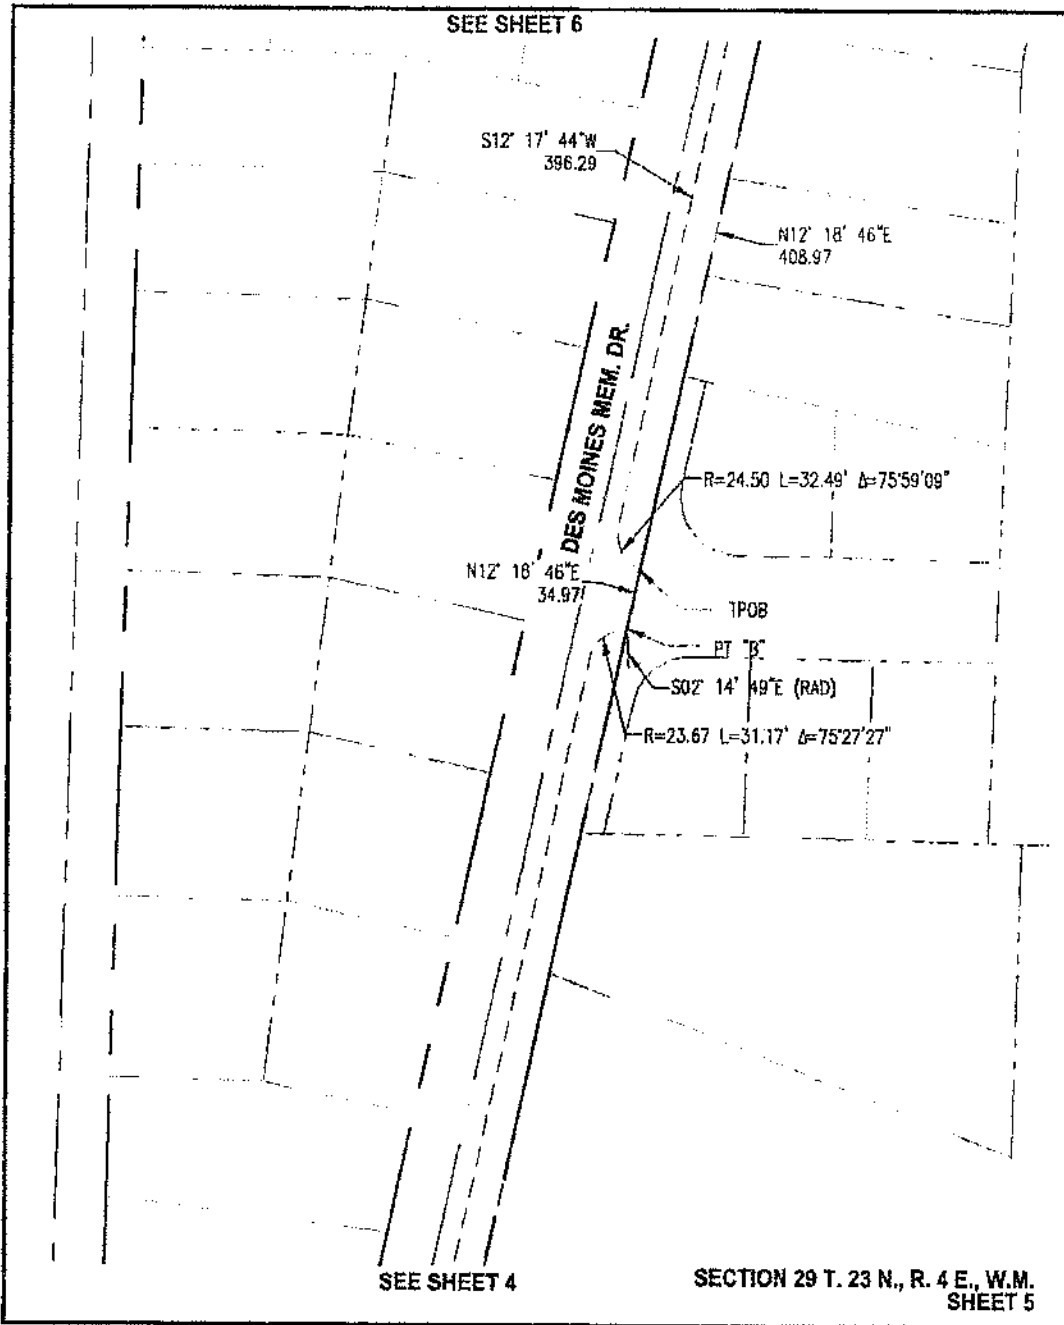 SEE SHEET 6
S12° 17' 44"W
396.29
N12° 18' 46"E
408.97
DES MOINES MEM. DR.
R=24.50 L=32.49' Δ=75°59'09"
N12° 18' 46"E
34.97
TPOB
PT "B"
S02° 14' 49"E (RAD)
R=23.67 L=31.17' Δ=75°27'27"
SEE SHEET 4
SECTION 29 T. 23 N., R. 4 E., W.M.
SHEET 5